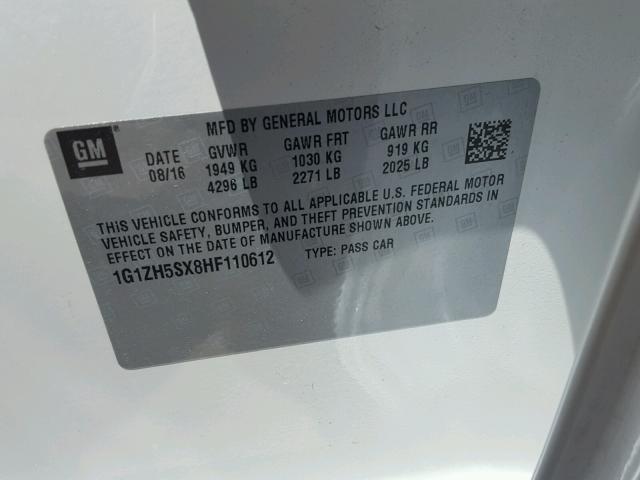 MFD BY GENERAL MOTORS LLC
GM
DATE GVWR GAWR FRT GAWR RR
08/16 1949 KG 1030 KG 919 KG
4296 LB 2271 LB 2025 LB
THIS VEHICLE CONFORMS TO ALL APPLICABLE U.S. FEDERAL MOTOR
VEHICLE SAFETY, BUMPER, AND THEFT PREVENTION STANDARDS IN
EFFECT ON THE DATE OF MANUFACTURE SHOWN ABOVE.
1G1ZH5SX8HF110612 TYPE: PASS CAR